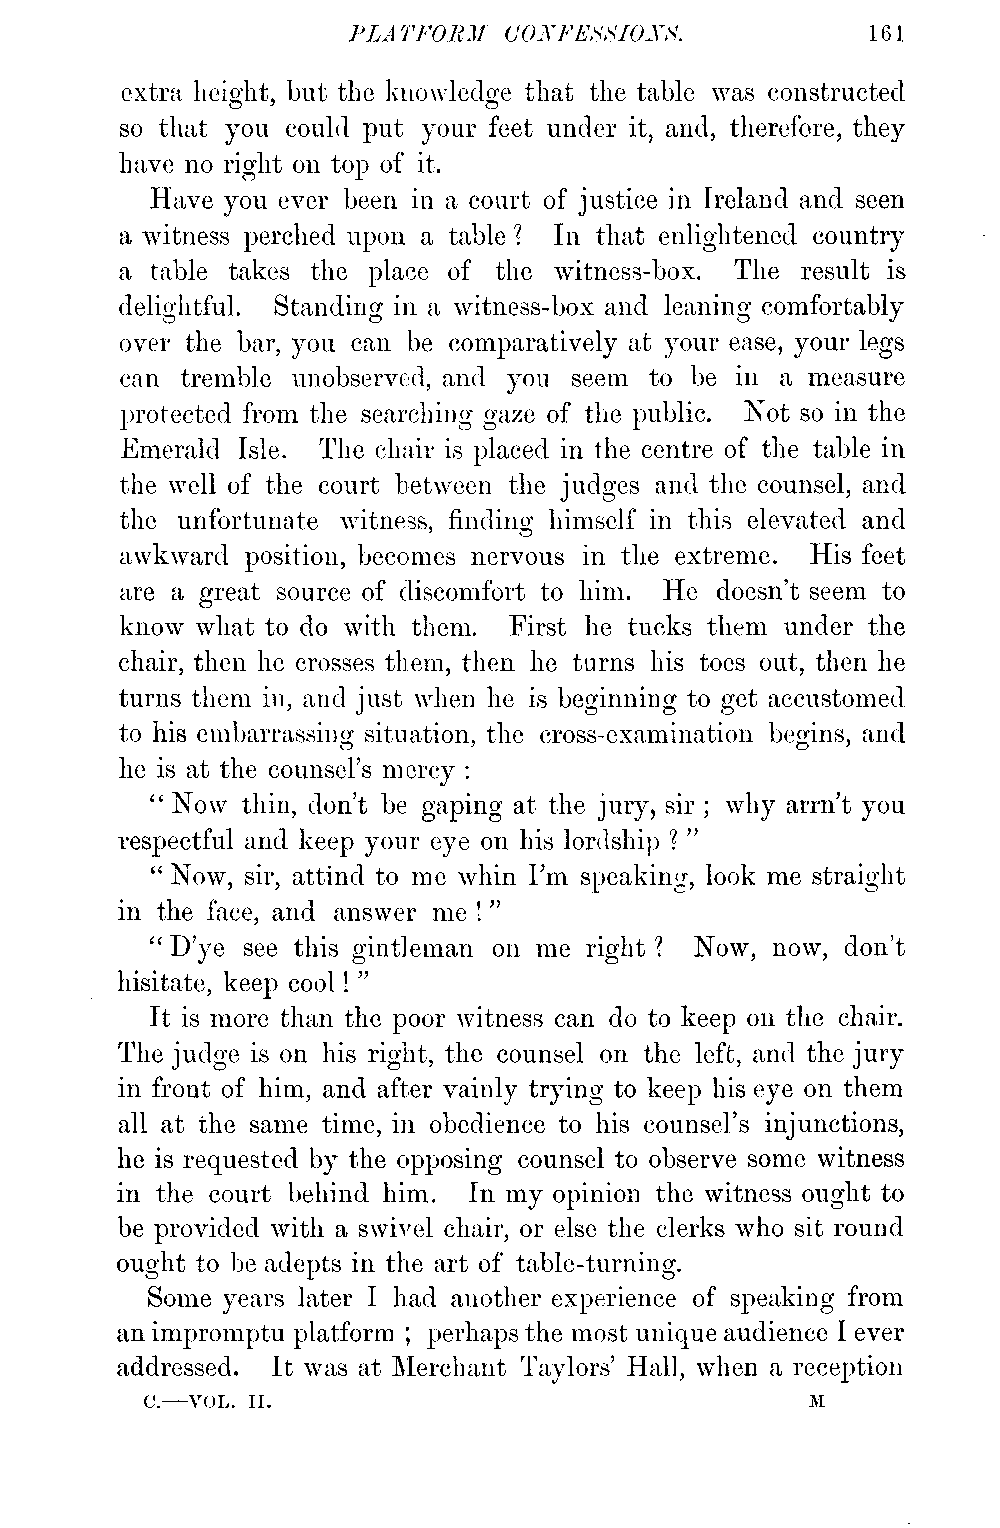 PLATFORM CONFESSIONS. 161
extra height, but the knowledge that the table was constructed
so that you could put your feet under it, and, therefore, they
have no right on top of it.
Have you ever been in a court of justice in Ireland and seen
a witness perched upon a table? In that enlightened country
a table takes the place of the witness-box. The result is
delightful. Standing in a witness-box and leaning comfortably
over the bar, you can be comparatively at your ease, your legs
can tremble unobserved, and you seem to be in a measure
protected from the searching gaze of the public. Not so in the
Emerald Isle. The chair is placed in the centre of the table in
the well of the court between the judges and the counsel, and
the unfortunate witness, finding himself in this elevated and
awkward position, becomes nervous in the extreme. His feet
are a great source of discomfort to him. He doesn't seem to
know what to do with them. First he tucks them under the
chair, then he crosses them, then he turns his toes out, then he
turns them in, and just when he is beginning to get accustomed
to his embarrassing situation, the cross-examination begins, and
he is at the counsel's mercy :
“ Now thin, don't be gaping at the jury, sir ; why arrn't you
respectful and keep your eye on his lordship ? ”
“ Now, sir, attind to me whin I'm speaking, look me straight
in the face, and answer me ! ”
“ D'ye see this gintleman on me right ? Now, now, don't
hisitate, keep cool ! ”
It is more than the poor witness can do to keep on the chair.
The judge is on his right, the counsel on the left, and the jury
in front of him, and after vainly trying to keep his eye on them
all at the same time, in obedience to his counsel's injunctions,
he is requested by the opposing counsel to observe some witness
in the court behind him. In my opinion the witness ought to
be provided with a swivel chair, or else the clerks who sit round
ought to be adepts in the art of table-turning.
Some years later I had another experience of speaking from
an impromptu platform ; perhaps the most unique audience I ever
addressed. It was at Merchant Taylors' Hall, when a reception
C.—VOL. II. M